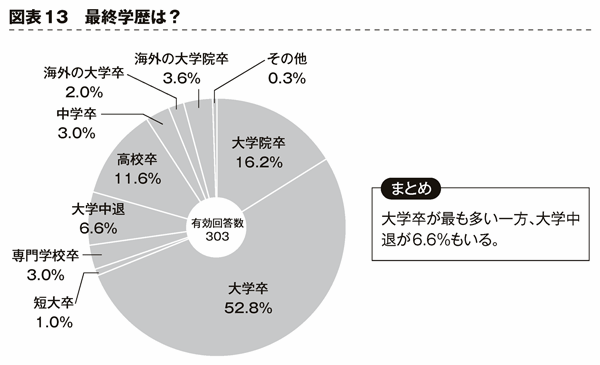 図表13　最終学歴は？
海外の大学院卒
3.6%
その他
0.3%
海外の大学卒
2.0%
中学卒
3.0%
高校卒
11.6%
大学中退
6.6%
専門学校卒
3.0%
短大卒
1.0%
大学院卒
16.2%
有効回答数
303
大学卒
52.8%
まとめ
大学卒が最も多い一方、大学中
退が6.6%もいる。